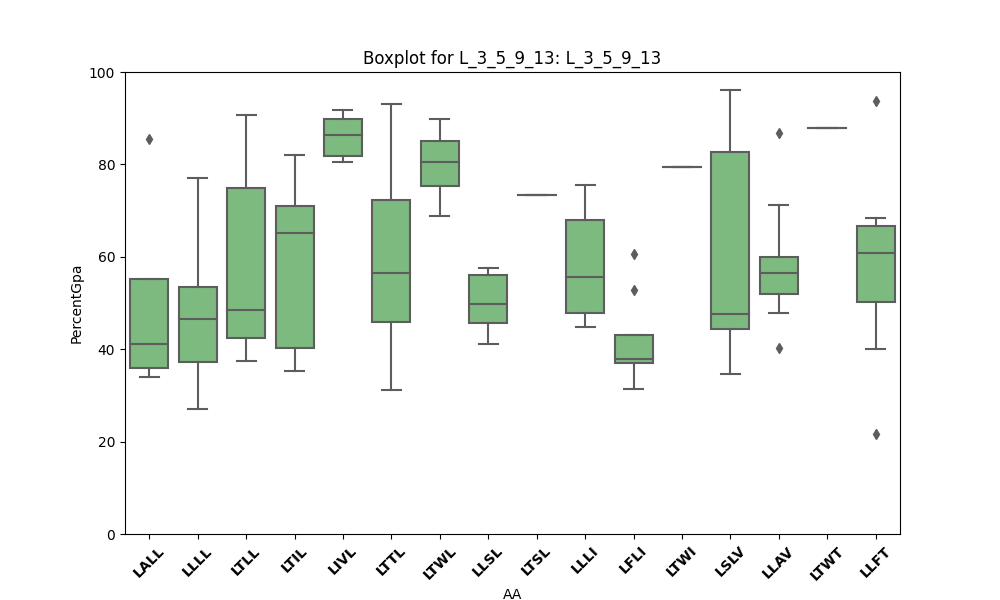 Boxplot for L_3_5_9_13: L_3_5_9_13
100
80
60
40
20
0
PercentGpa
LALL LLLL LTLL LTIL LIVL LTTL LTWL LLSL LTSL LLLI LFLI LTWI LSLV LLAV LTWT LLFT
AA